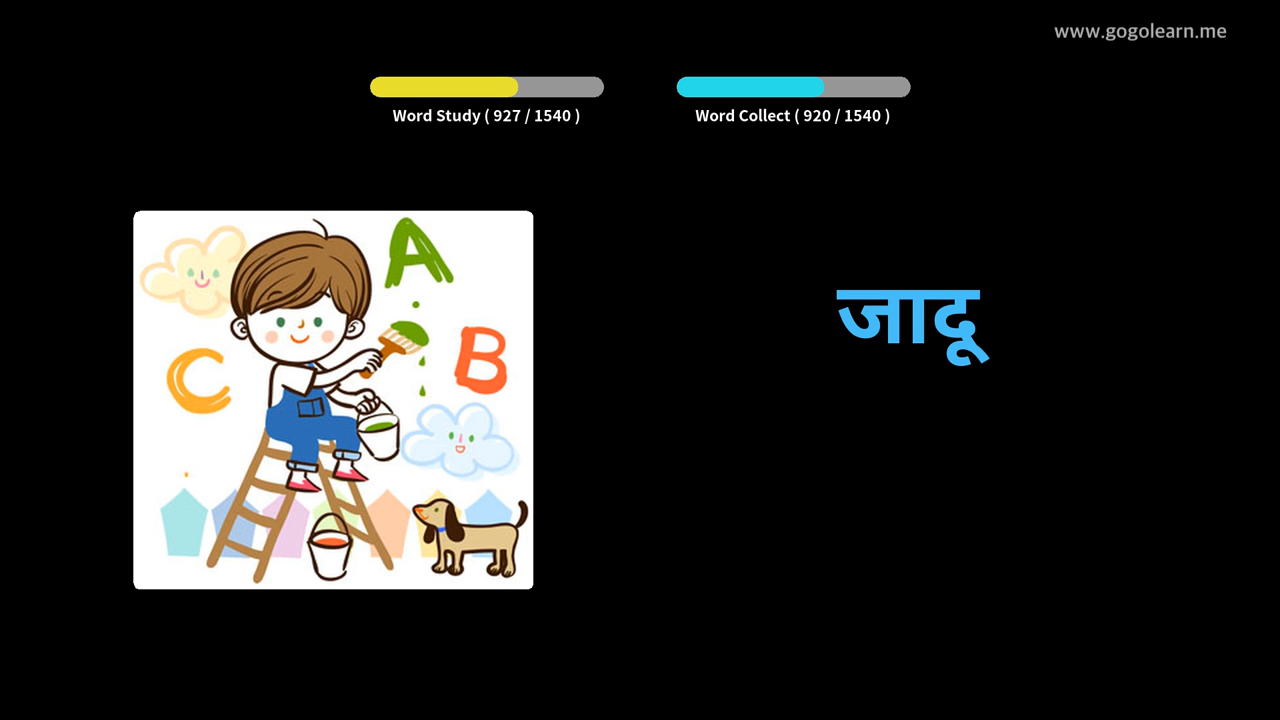 www.gogolearn.me
Word Study ( 927 / 1540 )
Word Collect ( 920 / 1540 )
A
B
C
जादू